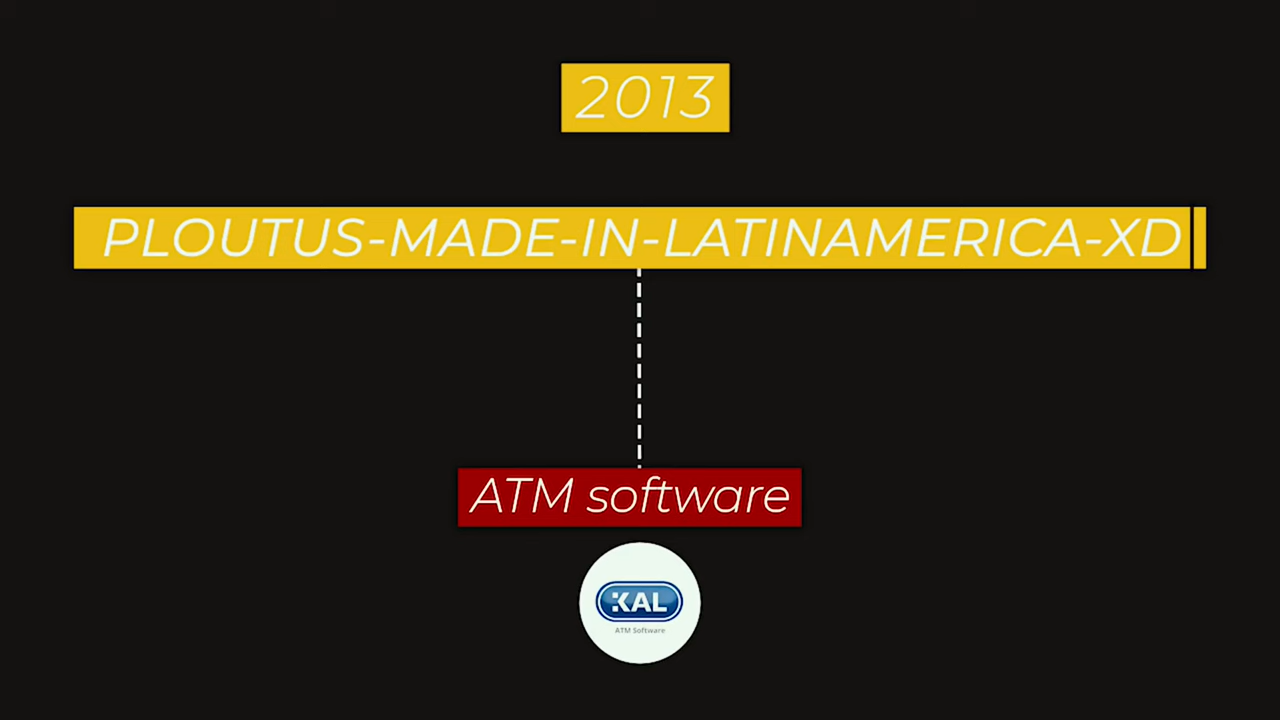 2013
PLOUTUS-MADE-IN-LATINAMERICA-XD
ATM software
KAL
ATM Software